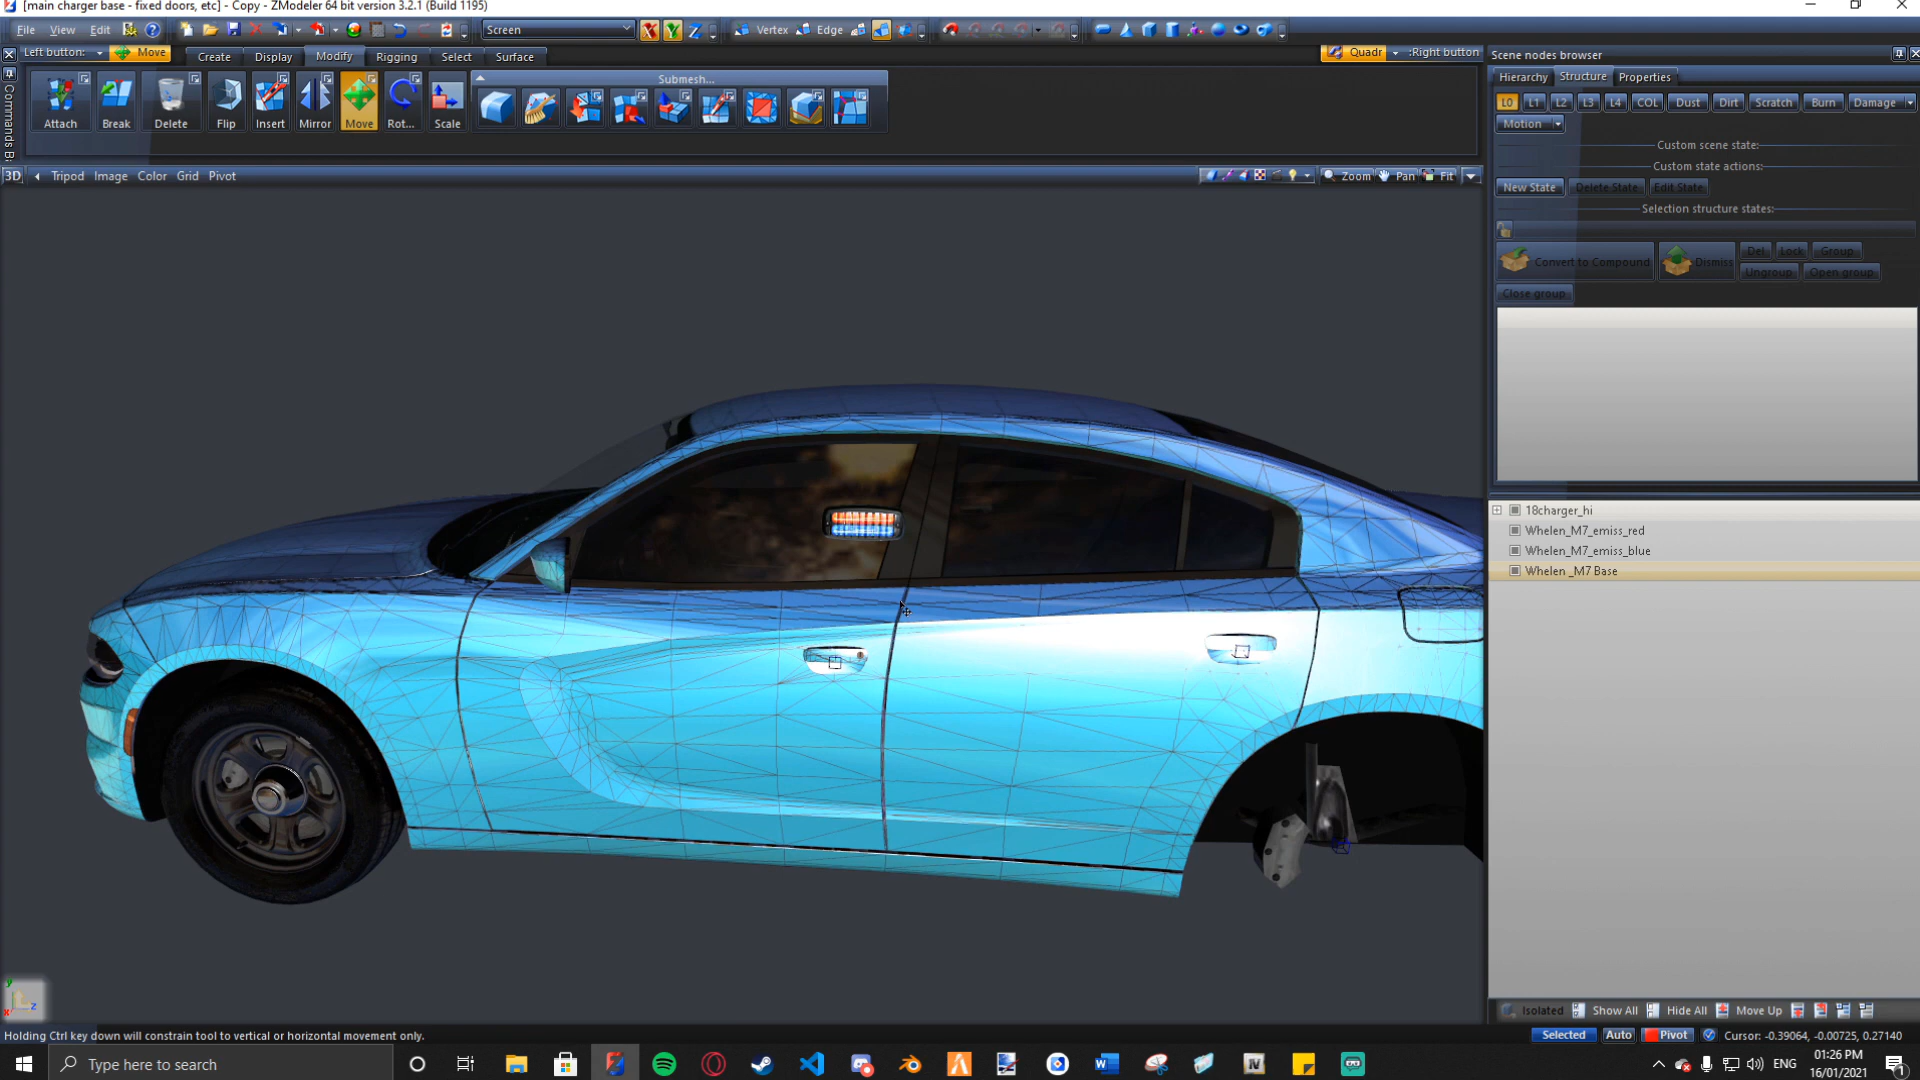 [main charger base - fixed doors, etc] - Copy - ZModeler 64 bit version 3.2.1 (Build 1195)
File View Edit Screen X Y Z Vertex Edge
Left button: Move Create Display Modify Rigging Select Surface Quadr :Right button
Commands B
Attach Break Delete Flip Insert Mirror Move Rot... Scale
Submesh...
3D Tripod Image Color Grid Pivot Zoom Pan Fit
Scene nodes browser
Hierarchy Structure Properties
L0 L1 L2 L3 L4 COL Dust Dirt Scratch Burn Damage
Motion
Custom scene state:
Custom state actions:
New State Delete State Edit State
Selection structure states:
Convert to Compound Dismiss Del Lock Group
Ungroup Open group
Close group
18charger_hi
Whelen_M7_emiss_red
Whelen_M7_emiss_blue
Whelen _M7 Base
Isolated Show All Hide All Move Up
y
x z
Holding Ctrl key down will constrain tool to vertical or horizontal movement only.
Selected Auto Pivot Cursor: -0.39064, -0.00725, 0.27140
Type here to search
ENG
01:26 PM
16/01/2021
1